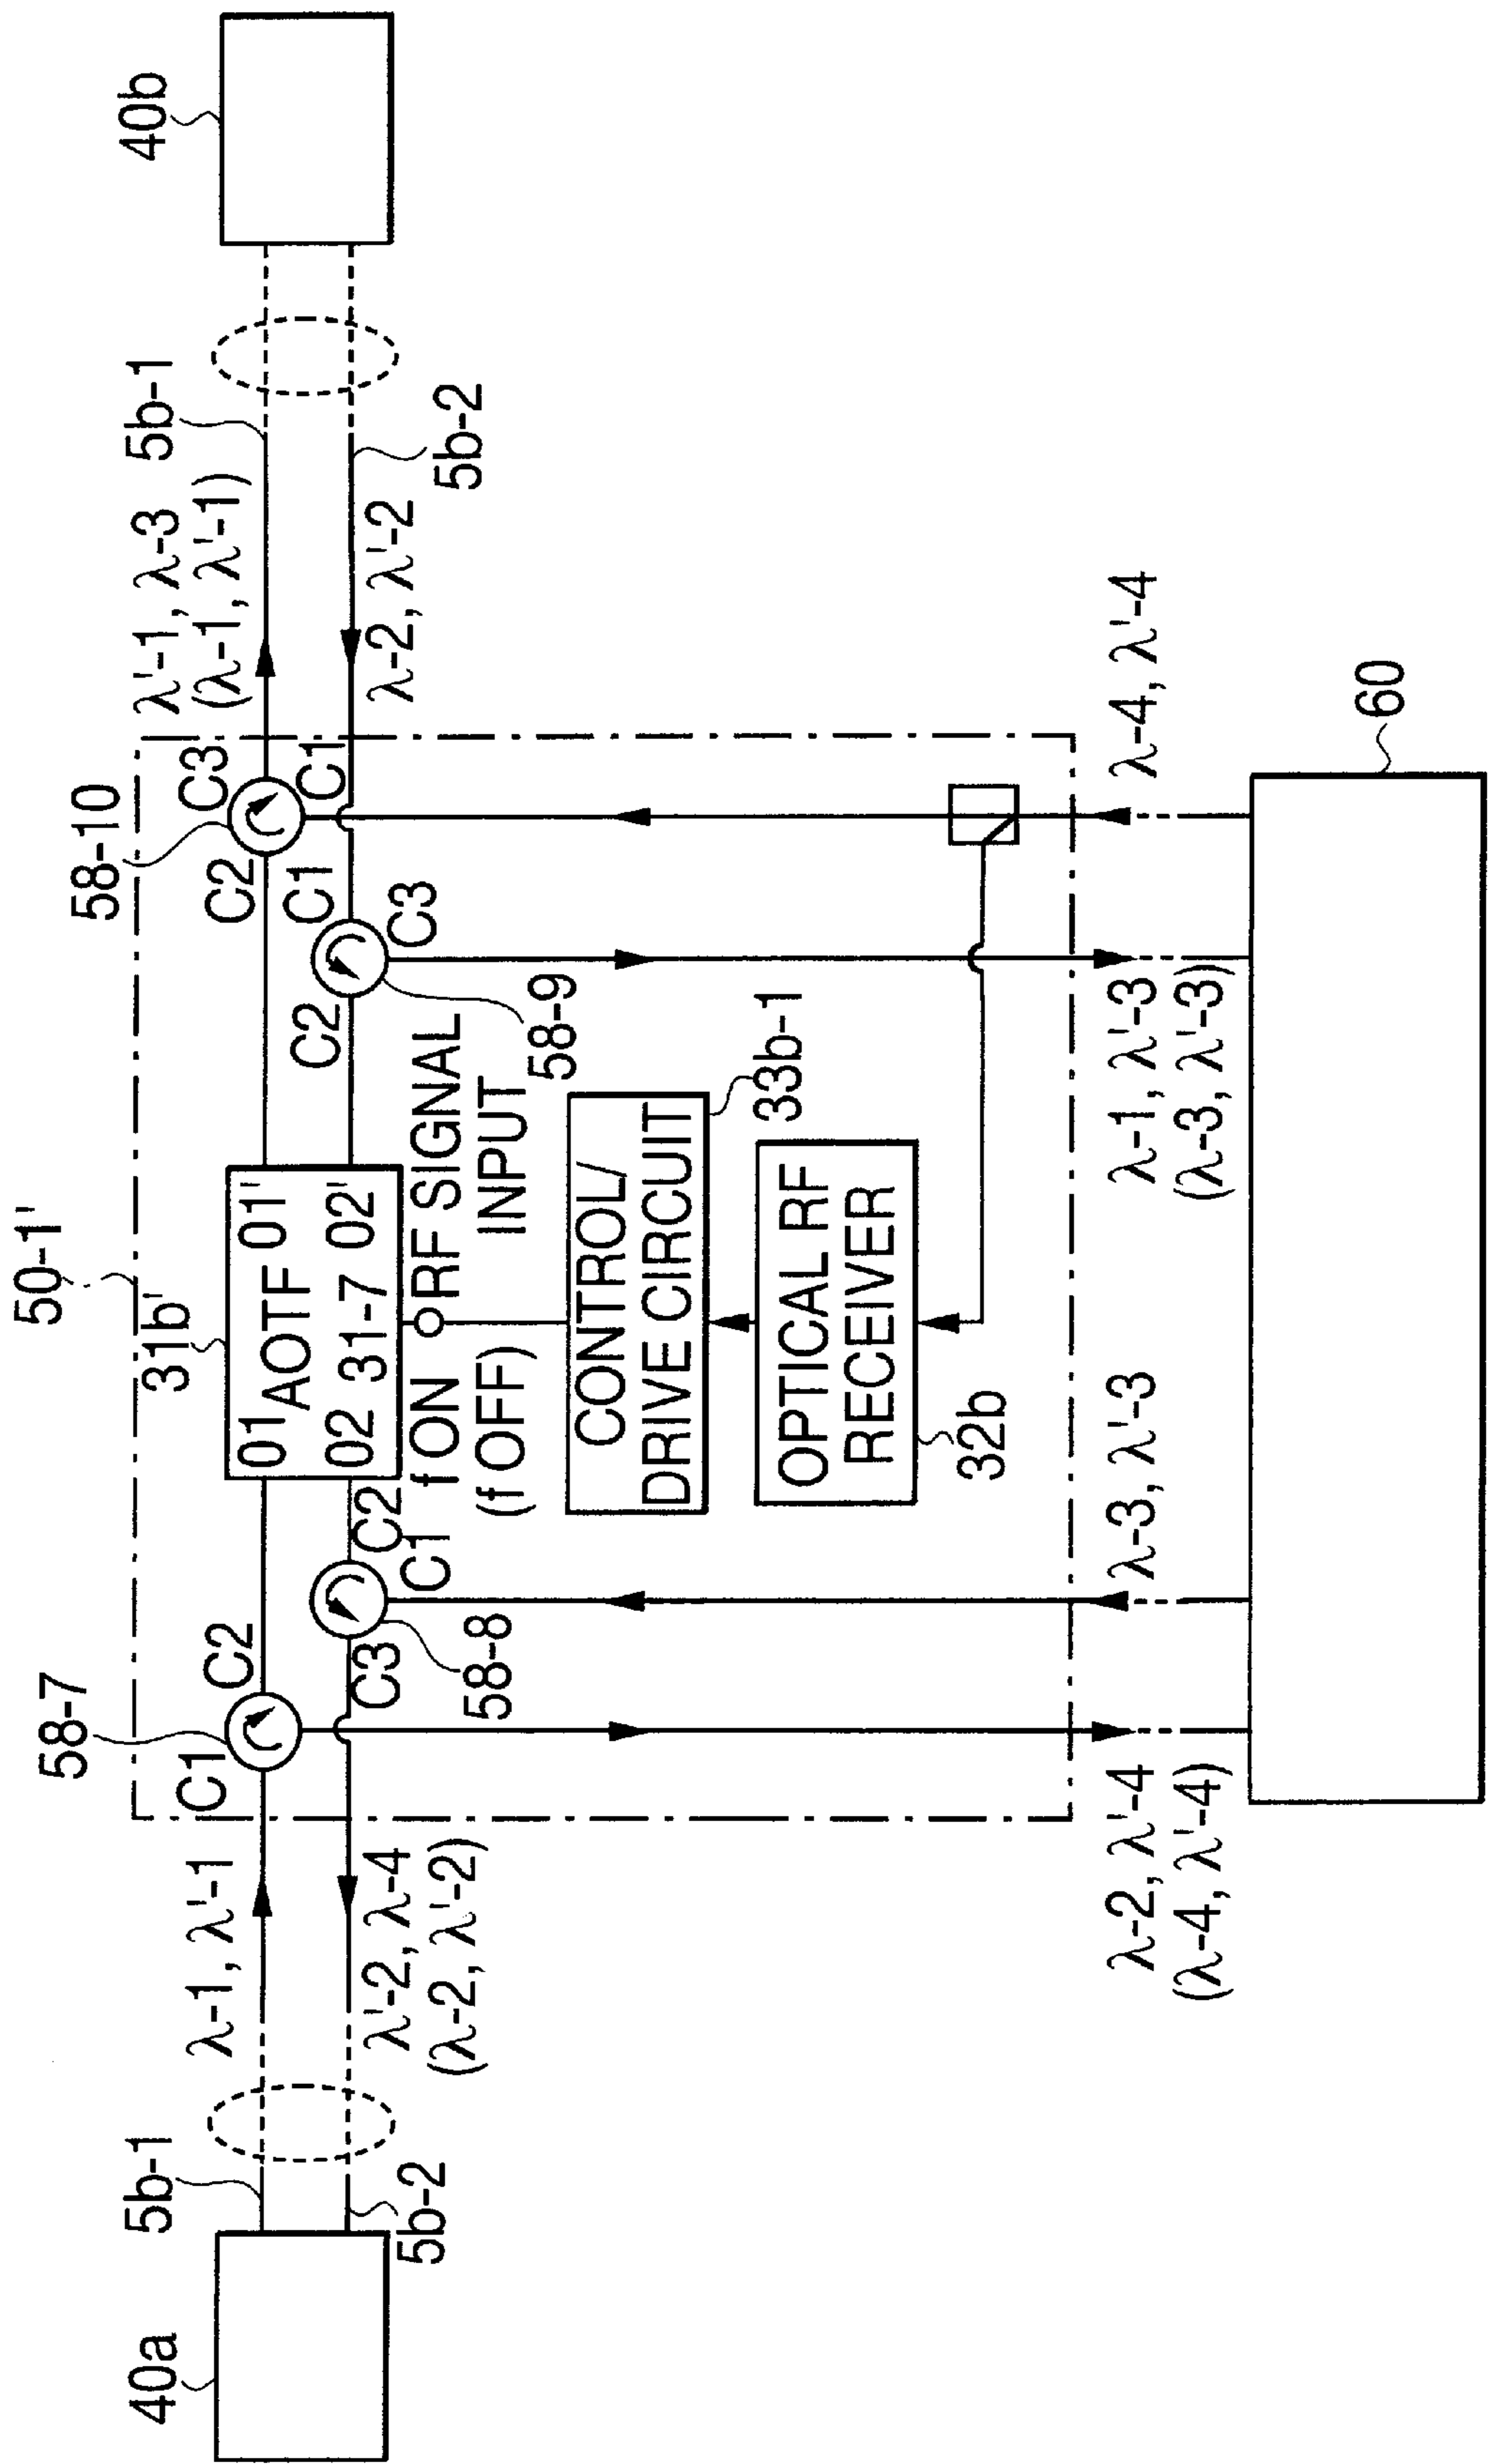 50-1'
58-7
58-10
31b'
40a
40b
5b-1
5b-1
5b-2
5b-2
λ-1, λ'-1
λ'-1, λ-3
(λ-1, λ'-1)
C1
C2
C2
C3
01
01'
AOTF
02
31-7
02'
C2
C1
C3
C2
C1
C3
C1
λ'-2, λ-4
(λ-2, λ'-2)
λ-2, λ'-2
58-8
58-9
f ON
(f OFF)
RF SIGNAL
INPUT
CONTROL/
DRIVE CIRCUIT
33b-1
OPTICAL RF
RECEIVER
32b
λ-2, λ'-4
(λ-4, λ'-4)
λ-3, λ'-3
λ-1, λ'-3
(λ-3, λ'-3)
λ-4, λ'-4
60